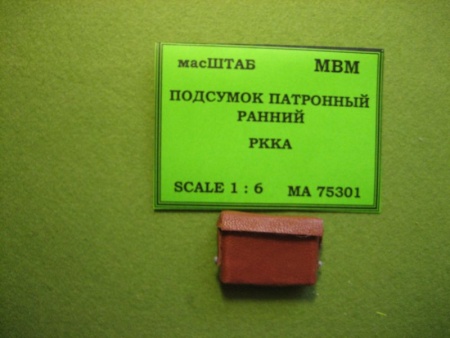 масШТАБ МВМ
ПОДСУМОК ПАТРОННЫЙ
РАННИЙ
РККА
SCALE 1 : 6 МА 75301